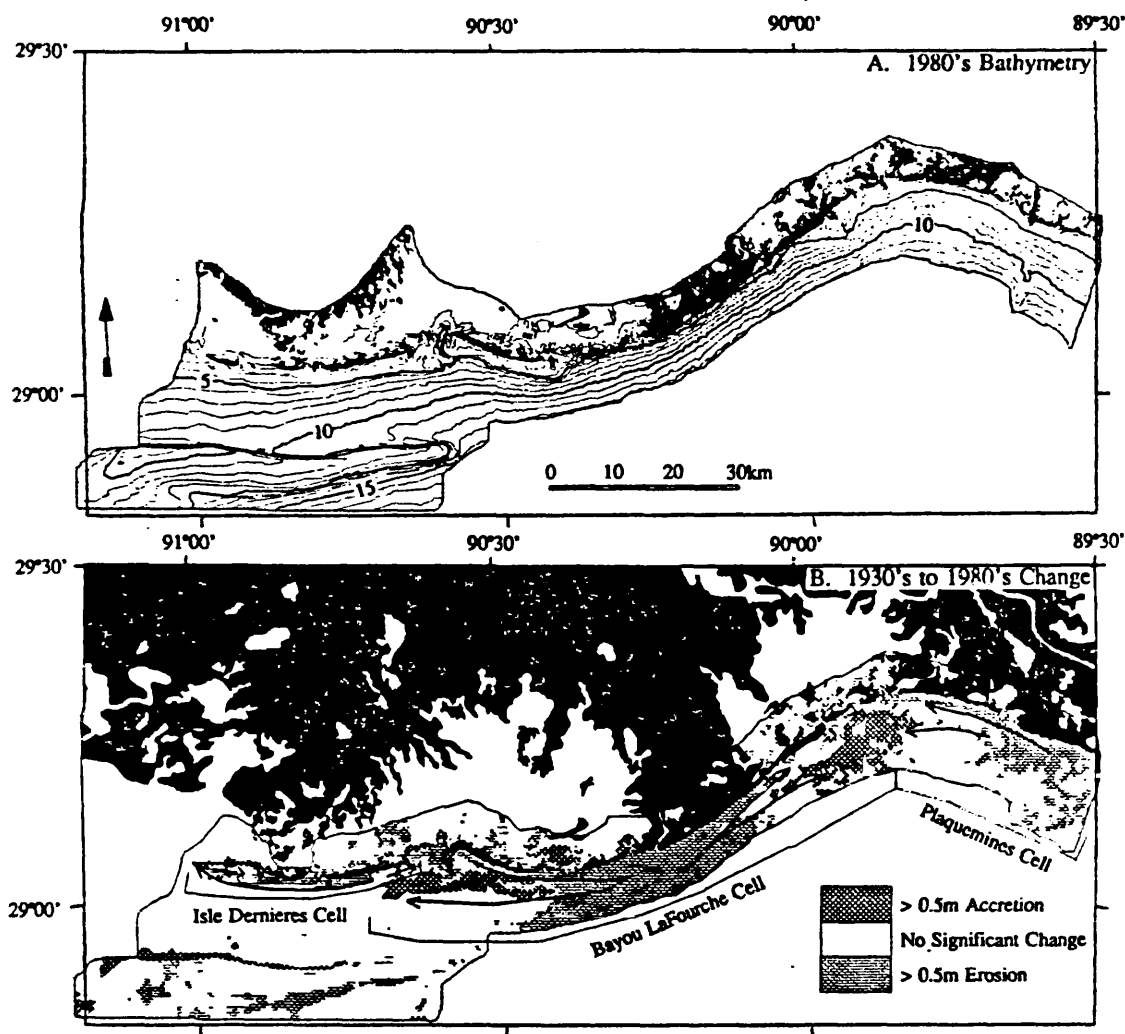 91°00'
90°30'
90°00'
89°30'
29°30'
A. 1980's Bathymetry
10
5
29°00'
10
15
0 10 20 30km
91°00'
90°30'
90°00'
89°30'
29°30'
B. 1930's to 1980's Change
Plaquemines Cell
29°00'
Isle Dernieres Cell
Bayou LaFourche Cell
> 0.5m Accretion
No Significant Change
> 0.5m Erosion